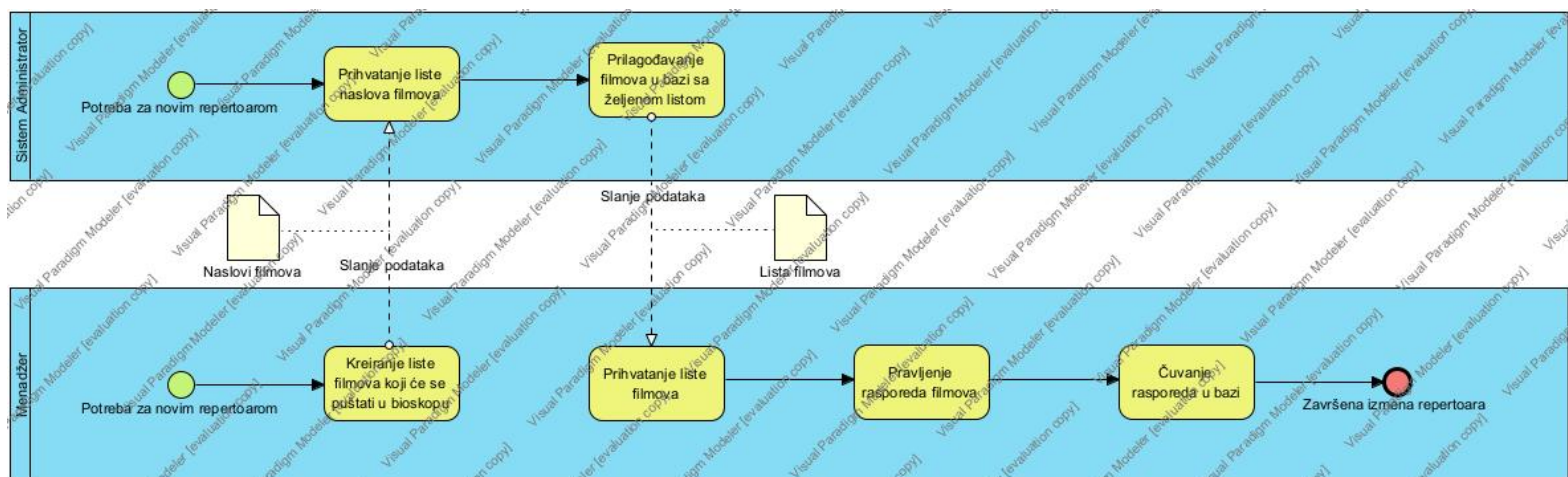 Sistem Administrator
Potreba za novim repertoarom
Prihvatanje liste
naslova filmova
Prilagođavanje
filmova u bazi sa
željenom listom
Naslovi filmova
Slanje podataka
Slanje podataka
Lista filmova
Menadžer
Potreba za novim repertoarom
Kreiranje liste
filmova koji će se
puštati u bioskopu
Prihvatanje liste
filmova
Pravljenje
rasporeda filmova
Čuvanje
rasporeda u bazi
Završena izmena repertoara
Visual Paradigm Modeler [evaluation copy]